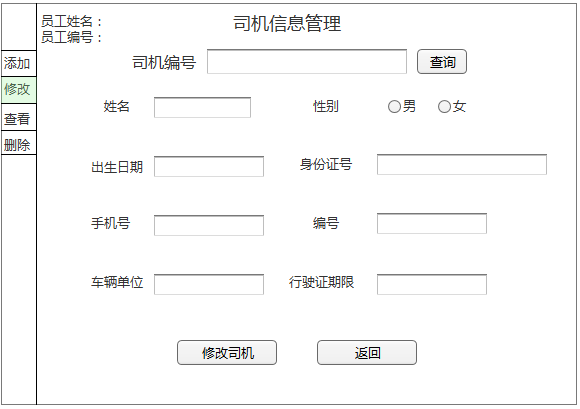 员工姓名：
司机信息管理
员工编号：
司机编号
查询
添加
修改
查看
删除
姓名
性别
男
女
出生日期
身份证号
手机号
编号
车辆单位
行驶证期限
修改司机
返回